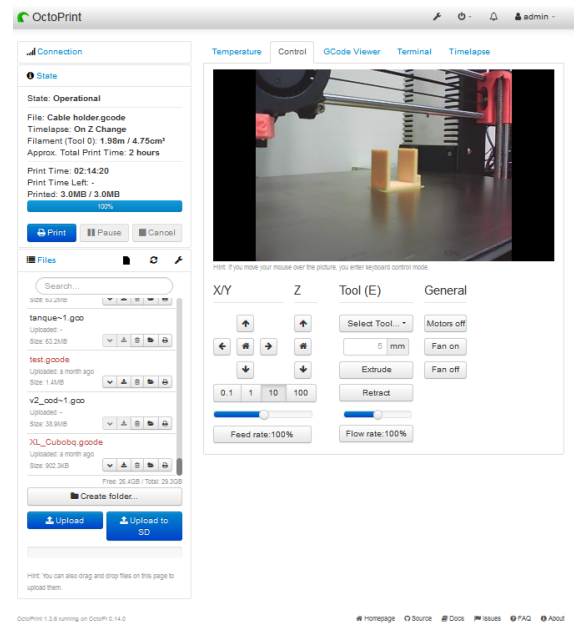 OctoPrint
admin
Connection
State
State: Operational
File: Cable holder.gcode
Timelapse: On Z Change
Filament (Tool 0): 1.98m / 4.75cm³
Approx. Total Print Time: 2 hours
Print Time: 02:14:20
Print Time Left: -
Printed: 3.0MB / 3.0MB
100%
Print Pause Cancel
Files
Search...
Size: 63.2MB
tanque~1.gco
Uploaded: -
Size: 63.2MB
test.gcode
Uploaded: a month ago
Size: 1.4MB
v2_cod~1.gco
Uploaded: -
Size: 38.9MB
XL_Cubobq.gcode
Uploaded: a month ago
Size: 902.3KB
Free: 26.4GB / Total: 29.3GB
Create folder...
Upload
Upload to
SD
Hint: You can also drag and drop files on this page to
upload them.
Temperature Control GCode Viewer Terminal Timelapse
Hint: If you move your mouse over the picture, you enter keyboard control mode.
X/Y
0.1 1 10 100
Feed rate:100%
Z
Tool (E)
Select Tool...
5 mm
Extrude
Retract
Flow rate:100%
General
Motors off
Fan on
Fan off
OctoPrint 1.3.6 running on OctoPi 0.14.0
Homepage Source Docs Issues FAQ About